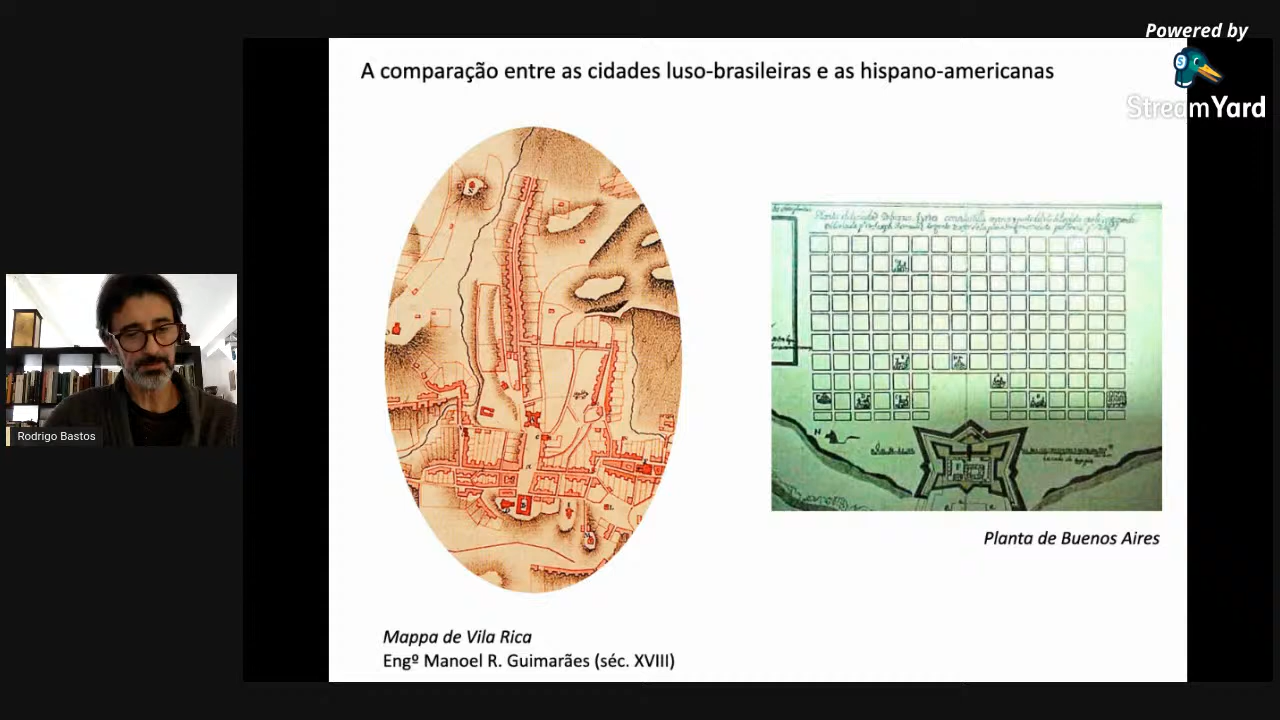 Powered by
StreamYard
A comparação entre as cidades luso-brasileiras e as hispano-americanas
Rodrigo Bastos
Planta de Buenos Aires
Mappa de Vila Rica
Engº Manoel R. Guimarães (séc. XVIII)